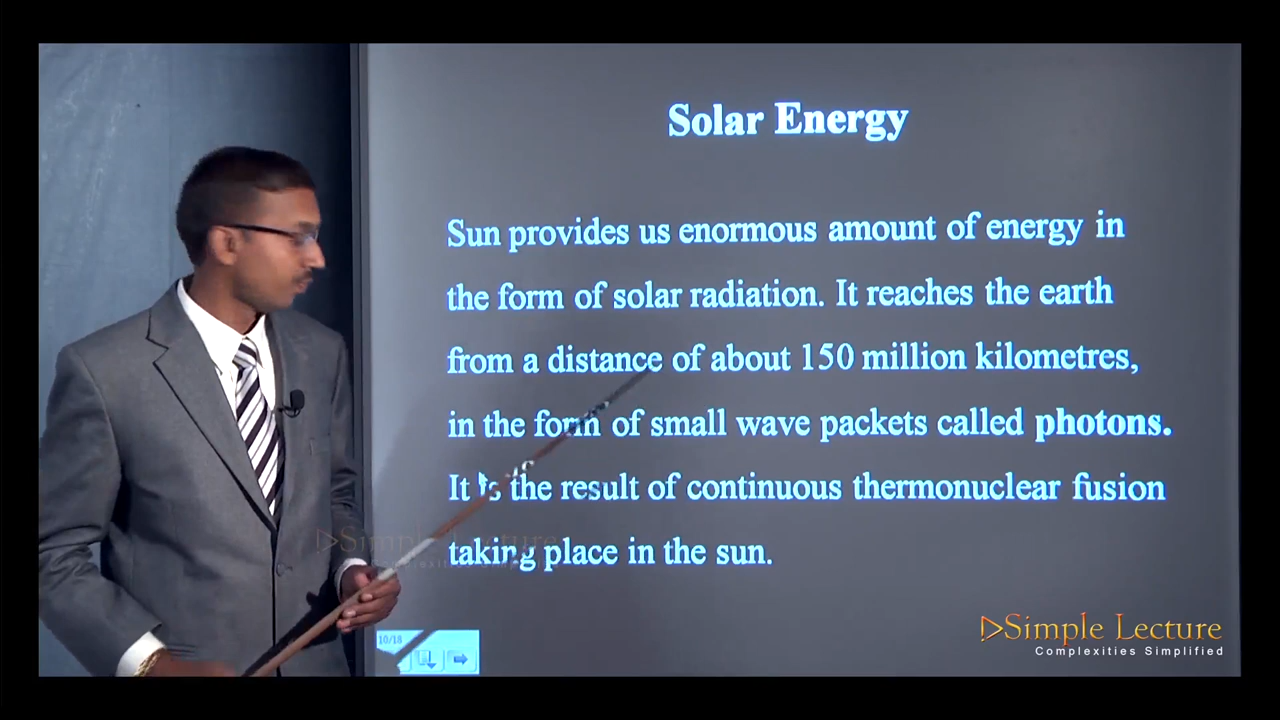 Solar Energy
Sun provides us enormous amount of energy in
the form of solar radiation. It reaches the earth
from a distance of about 150 million kilometres,
in the form of small wave packets called photons.
It is the result of continuous thermonuclear fusion
taking place in the sun.
Simple Lecture
10/18
Simple Lecture
Complexities Simplified